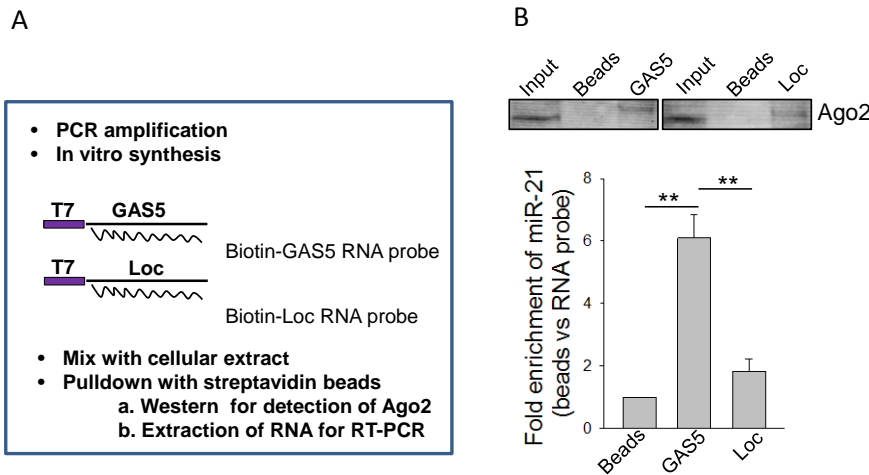 A
• PCR amplification
• In vitro synthesis
T7 GAS5
Biotin-GAS5 RNA probe
T7 Loc
Biotin-Loc RNA probe
• Mix with cellular extract
• Pulldown with streptavidin beads
a. Western for detection of Ago2
b. Extraction of RNA for RT-PCR
B
Input Beads GAS5 Input Beads Loc
Ago2
Fold enrichment of miR-21
(beads vs RNA probe)
8
6
4
2
0
** **
Beads GAS5 Loc